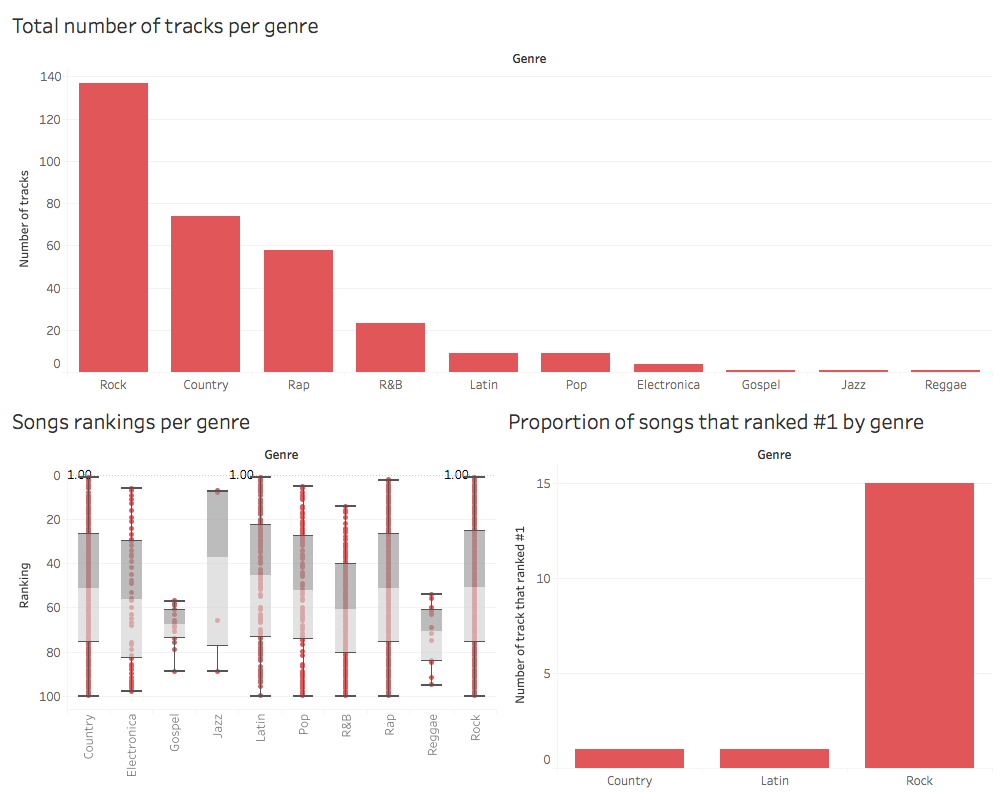 Total number of tracks per genre
Genre
Number of tracks
140
120
100
80
60
40
20
0
Rock Country Rap R&B Latin Pop Electronica Gospel Jazz Reggae
Songs rankings per genre
Genre
Ranking
0
20
40
60
80
100
1.00 1.00 1.00
Country Electronica Gospel Jazz Latin Pop R&B Rap Reggae Rock
Proportion of songs that ranked #1 by genre
Genre
Number of track that ranked #1
15
10
5
0
Country Latin Rock